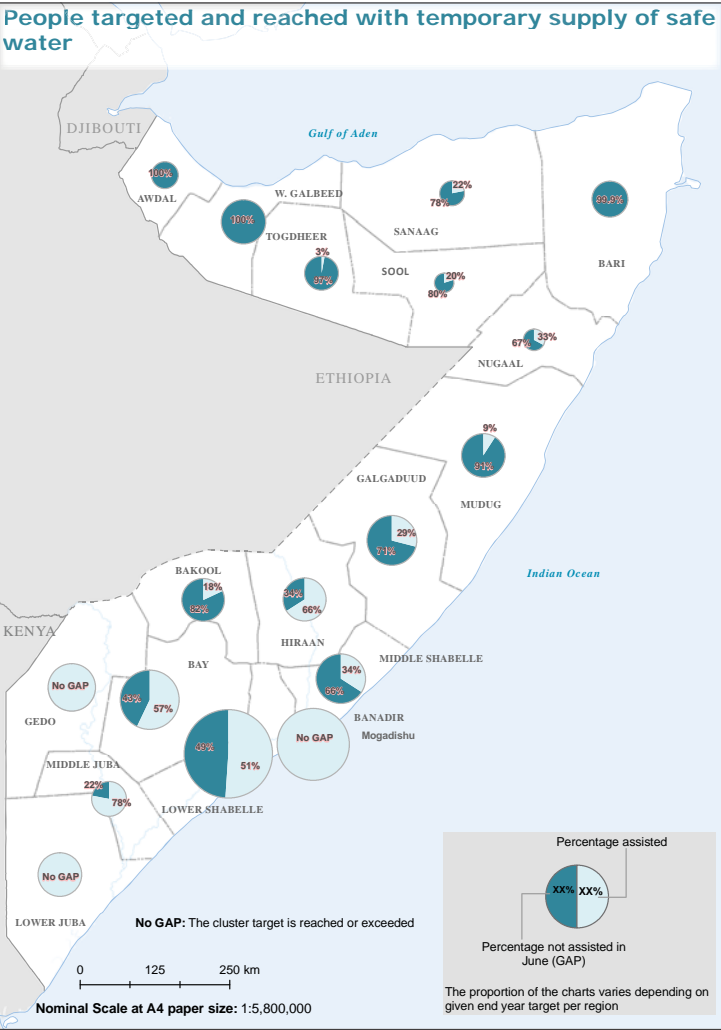 People targeted and reached with temporary supply of safe
water
DJIBOUTI
Gulf of Aden
100%
AWDAL
W. GALBEED
100%
TOGDHEER
3%
97%
22%
78%
SANAAG
SOOL
20%
80%
99.9%
BARI
33%
67%
NUGAAL
ETHIOPIA
9%
91%
MUDUG
GALGADUUD
29%
71%
Indian Ocean
BAKOOL
18%
82%
34%
66%
HIRAAN
KENYA
BAY
MIDDLE SHABELLE
34%
66%
No GAP
GEDO
43%
57%
BANADIR
Mogadishu
No GAP
49%
51%
MIDDLE JUBA
22%
78%
LOWER SHABELLE
No GAP
LOWER JUBA
No GAP: The cluster target is reached or exceeded
0 125 250 km
Nominal Scale at A4 paper size: 1:5,800,000
Percentage assisted
XX% XX%
Percentage not assisted in
June (GAP)
The proportion of the charts varies depending on
given end year target per region